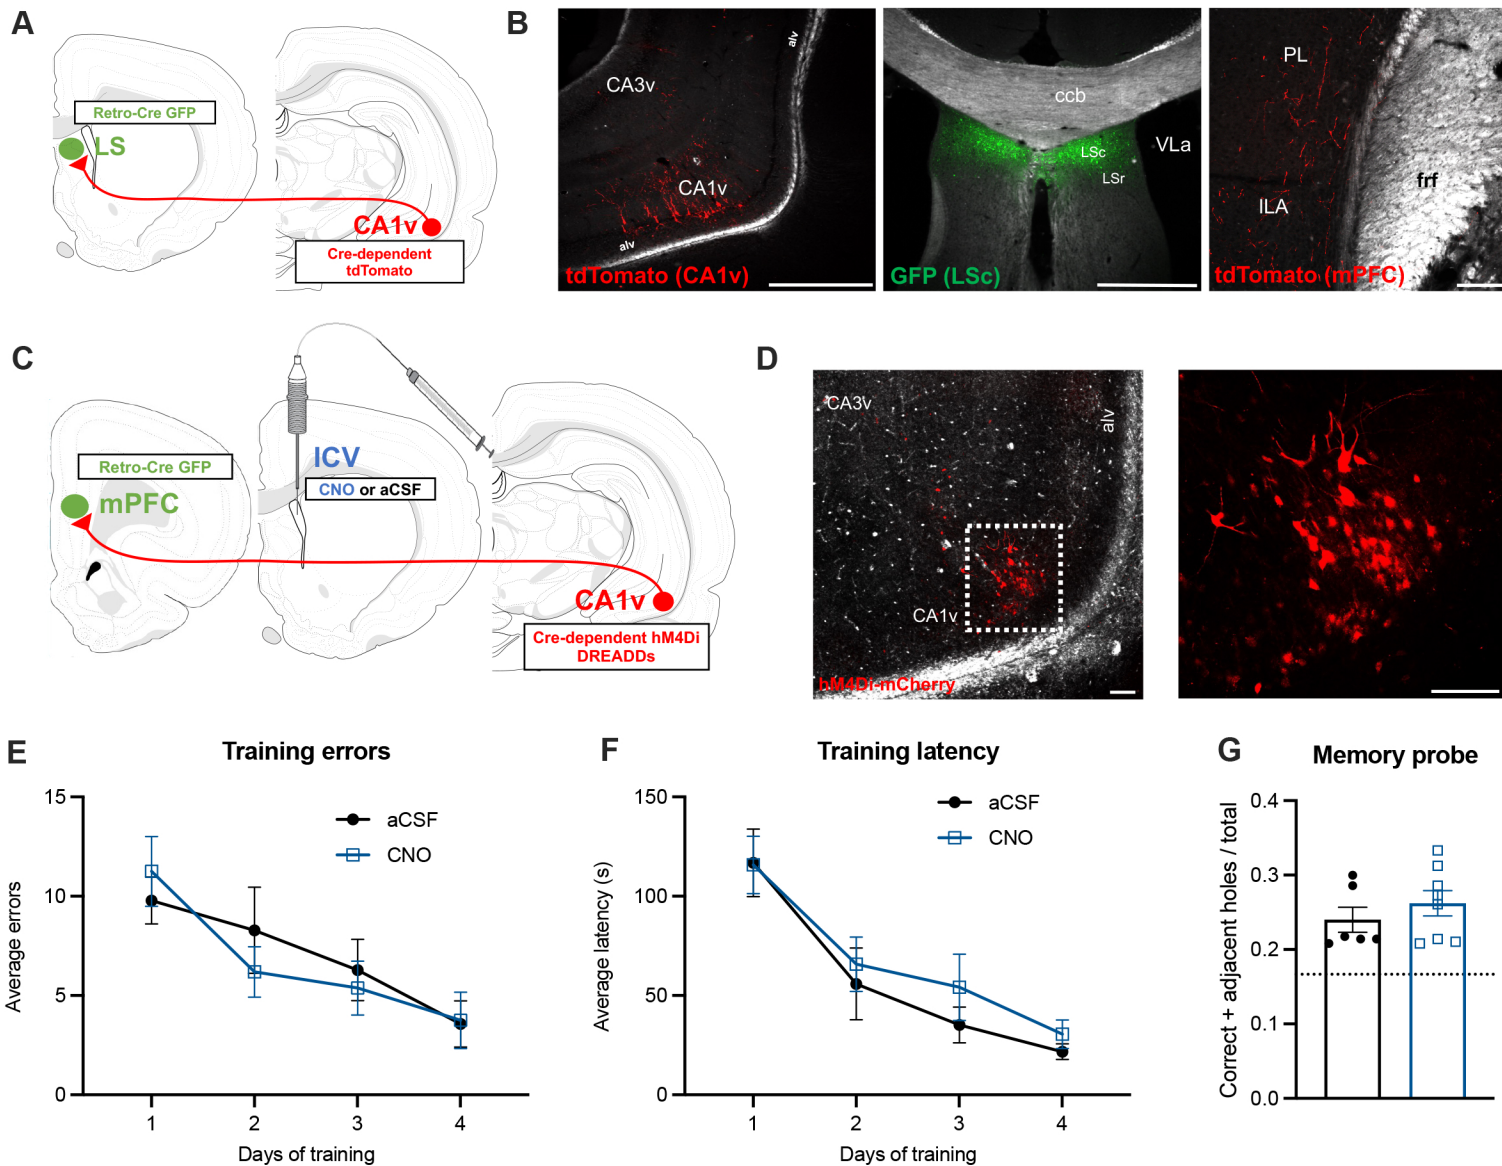 A
Retro-Cre GFP
LS
CA1v
Cre-dependent
tdTomato
B
CA3v
alv
CA1v
alv
tdTomato (CA1v)
ccb
VLa
LSc
LSr
GFP (LSc)
PL
ILA
frf
tdTomato (mPFC)
C
Retro-Cre GFP
mPFC
ICV
CNO or aCSF
CA1v
Cre-dependent hM4Di
DREADDs
D
CA3v
alv
CA1v
hM4Di-mCherry
E
Training errors
15
10
5
0
Average errors
aCSF
CNO
1 2 3 4
Days of training
F
Training latency
150
100
50
0
Average latency (s)
aCSF
CNO
1 2 3 4
Days of training
G
Memory probe
0.4
0.3
0.2
0.1
0.0
Correct + adjacent holes / total